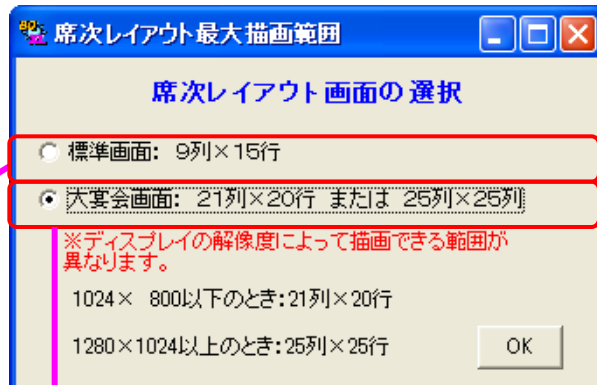 席次レイアウト最大描画範囲
席次レイアウト画面の選択
標準画面: 9列×15行
大宴会画面: 21列×20行 または 25列×25列
※ディスプレイの解像度によって描画できる範囲が
異なります。
1024× 800以下のとき:21列×20行
1280×1024以上のとき:25列×25行
OK